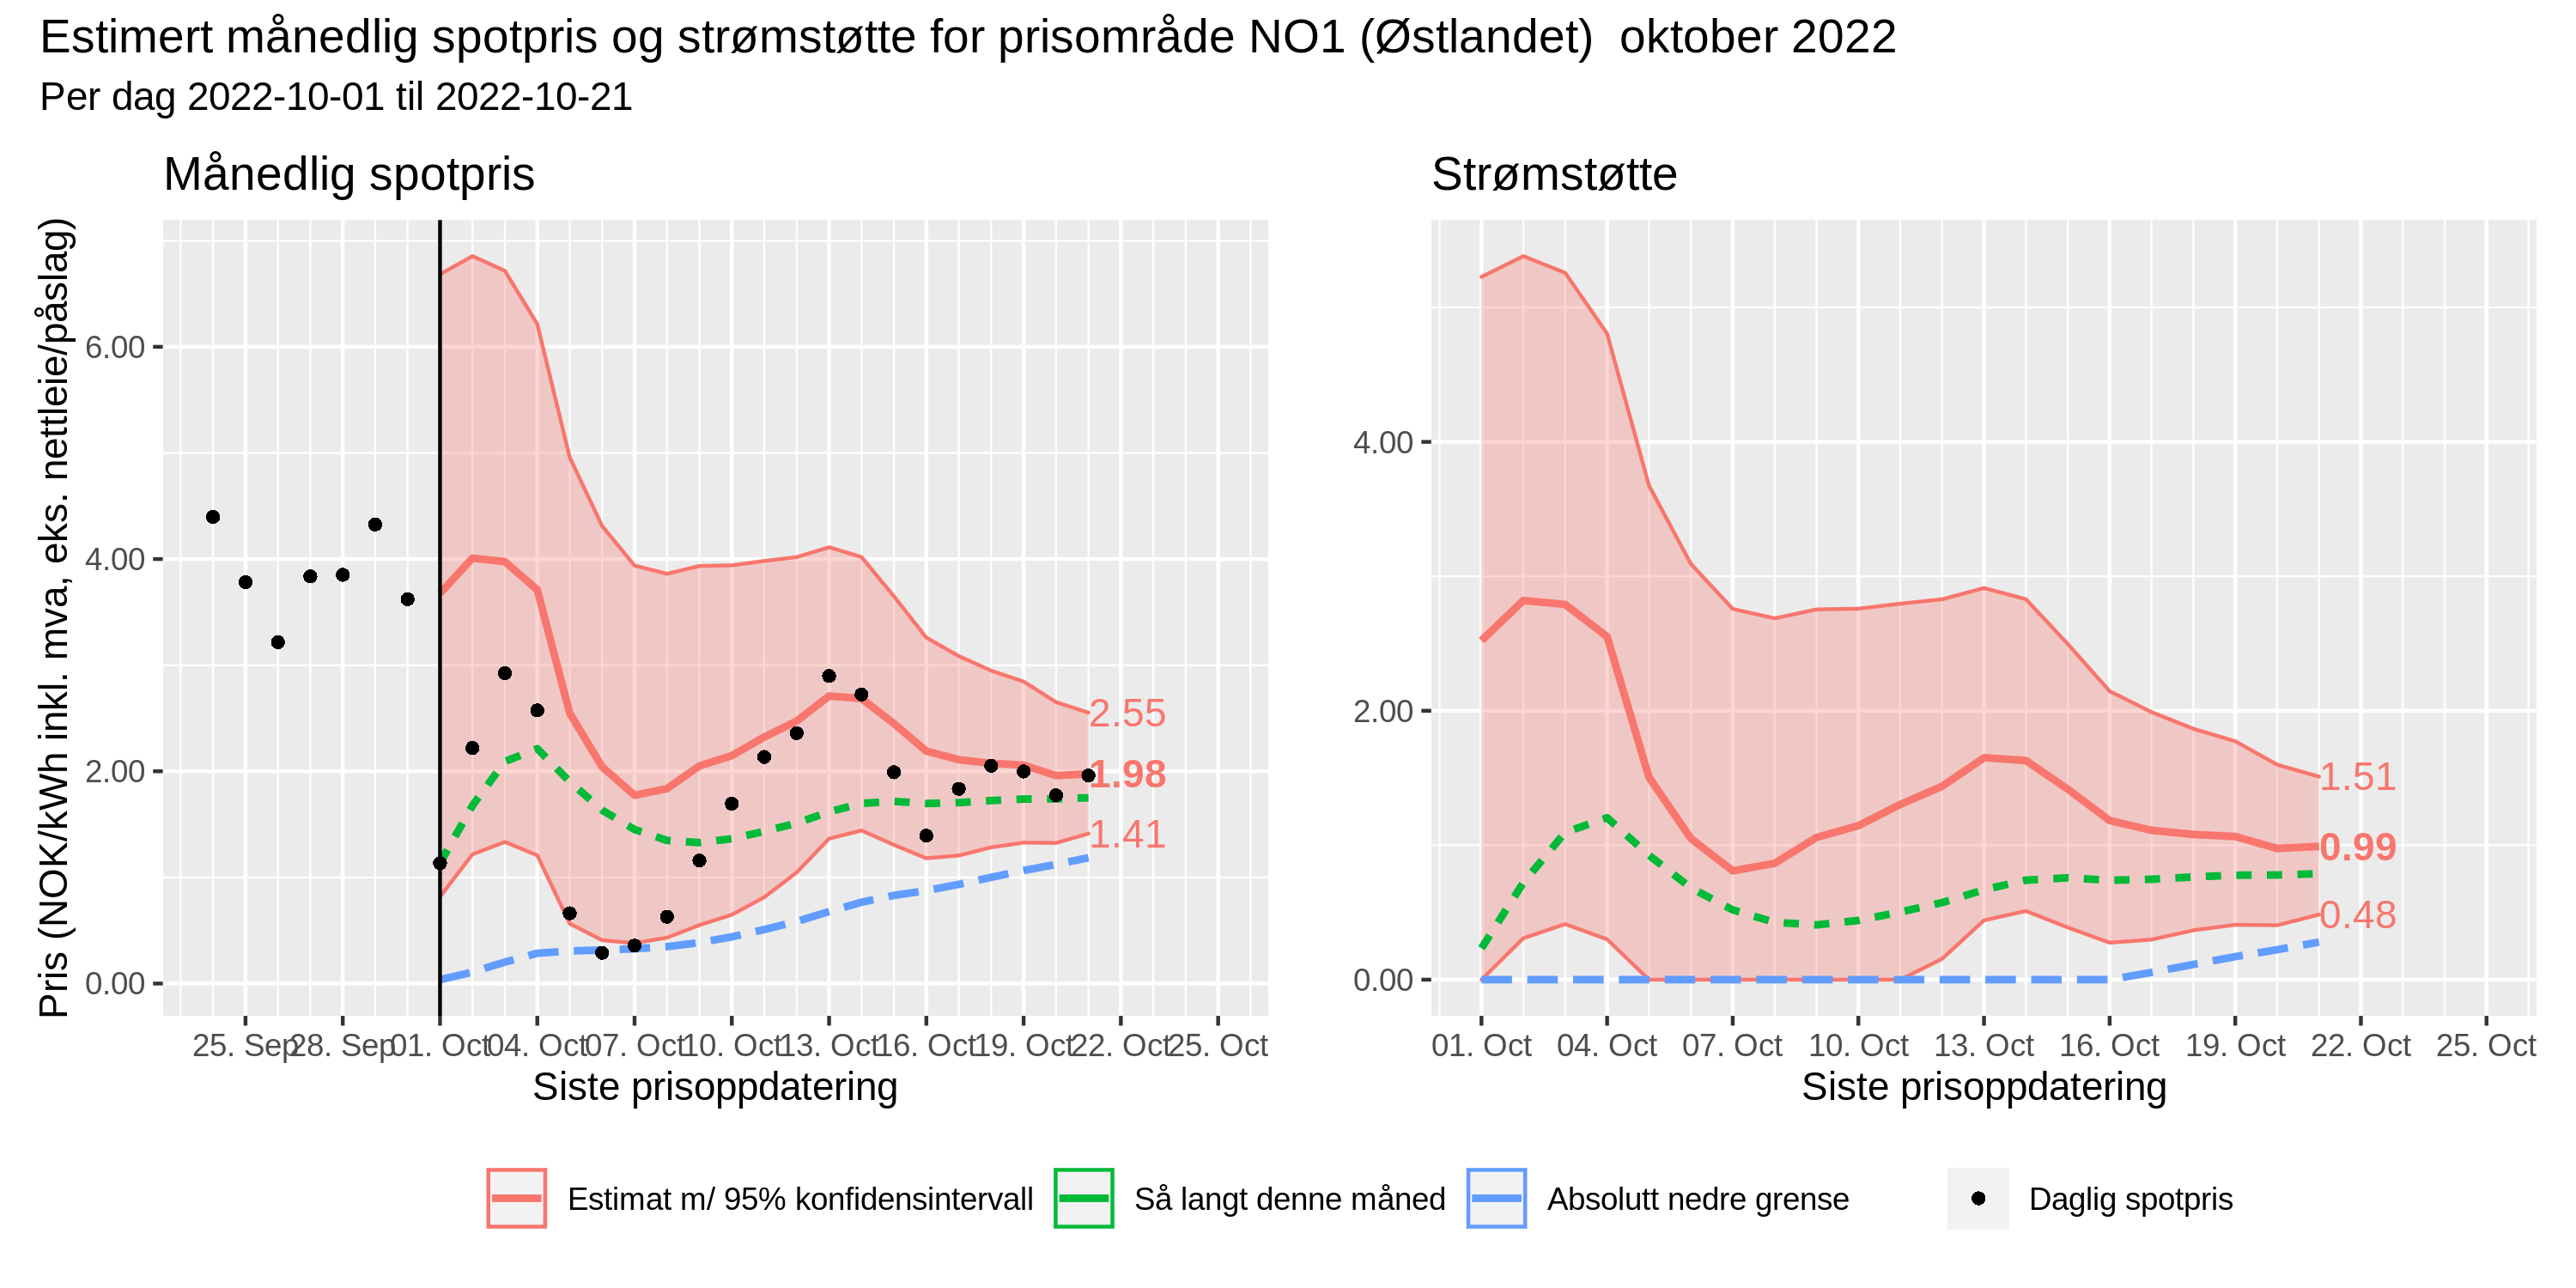 Estimert månedlig spotpris og strømstøtte for prisområde NO1 (Østlandet)  oktober 2022
Per dag 2022-10-01 til 2022-10-21
Månedlig spotpris
Pris (NOK/kWh inkl. mva, eks. nettleie/påslag)
6.00
4.00
2.00
0.00
2.55
1.98
1.41
25. Sep 28. Sep 01. Oct 04. Oct 07. Oct 10. Oct 13. Oct 16. Oct 19. Oct 22. Oct 25. Oct
Siste prisoppdatering
Strømstøtte
4.00
2.00
0.00
1.51
0.99
0.48
01. Oct 04. Oct 07. Oct 10. Oct 13. Oct 16. Oct 19. Oct 22. Oct 25. Oct
Siste prisoppdatering
Estimat m/ 95% konfidensintervall Så langt denne måned Absolutt nedre grense Daglig spotpris